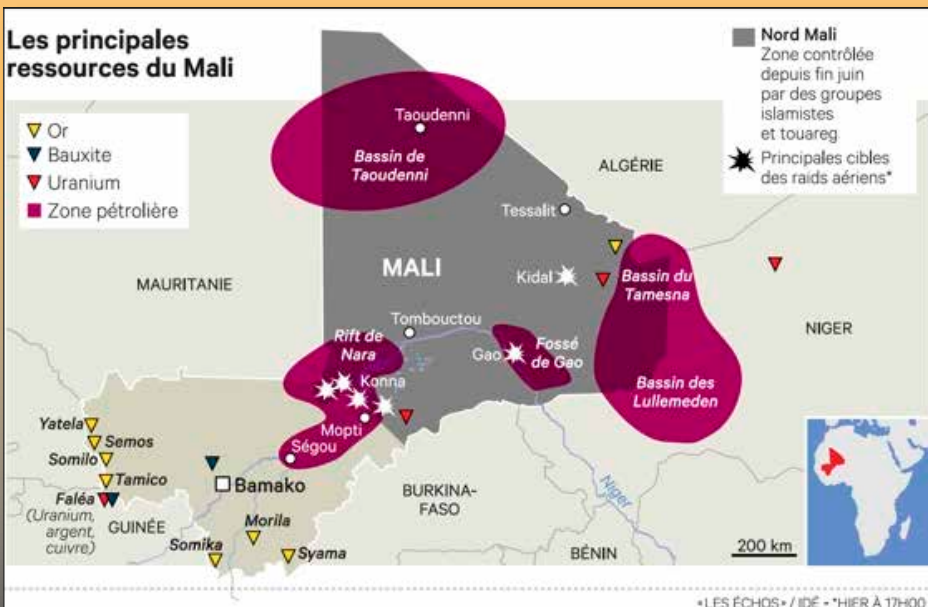 Les principales
ressources du Mali
Or
Bauxite
Uranium
Zone pétrolière
Nord Mali
Zone contrôlée
depuis fin juin
par des groupes
islamistes
et touareg
Principales cibles
des raids aériens*
Taoudenni
Bassin de
Taoudenni
ALGÉRIE
Tessalit
MALI
Kidal
Bassin du
Tamesna
MAURITANIE
NIGER
Tombouctou
Rift de
Nara
Gao
Fossé
de Gao
Konna
Bassin des
Lullemeden
Mopti
Ségou
Yatela
Semos
Somilo
Tamico
Bamako
Faléa
(Uranium,
argent,
cuivre)
GUINÉE
Morila
Somika
Syama
BURKINA-
FASO
Niger
BÉNIN
200 km
«LES ÉCHOS» / IDÉ - *HIER À 17H00